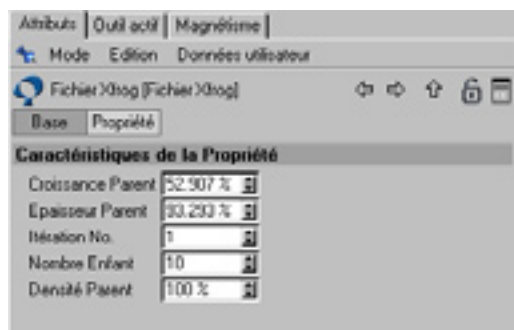 Attributs Outil actif Magnétisme
Mode Edition Données utilisateur
Fichier Xfrog [Fichier Xfrog]
Base Propriété
Caractéristiques de la Propriété
Croissance Parent 52.907 %
Epaisseur Parent 93.293 %
Itération No. 1
Nombre Enfant 10
Densité Parent 100 %